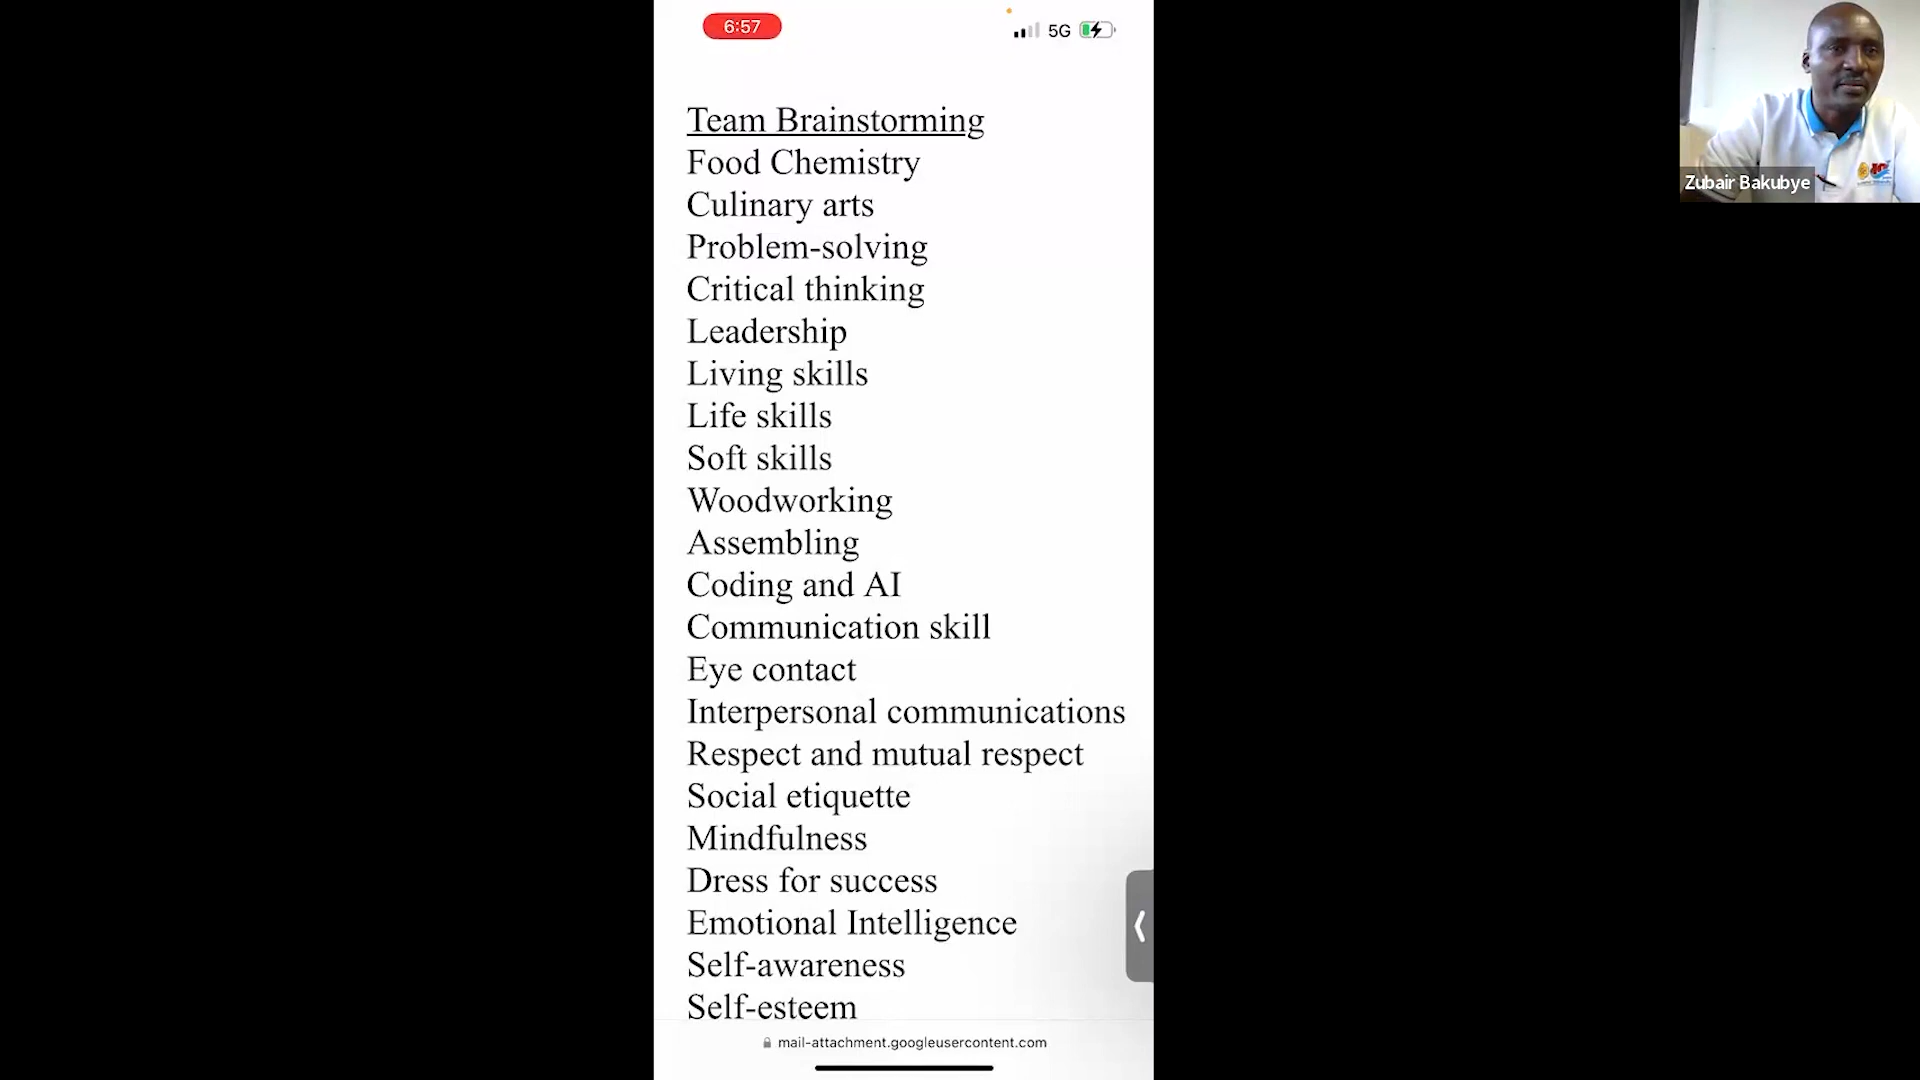 6:57
5G
Team Brainstorming
Food Chemistry
Culinary arts
Problem-solving
Critical thinking
Leadership
Living skills
Life skills
Soft skills
Woodworking
Assembling
Coding and AI
Communication skill
Eye contact
Interpersonal communications
Respect and mutual respect
Social etiquette
Mindfulness
Dress for success
Emotional Intelligence
Self-awareness
Self-esteem
mail-attachment.googleusercontent.com
Zubair Bakubye